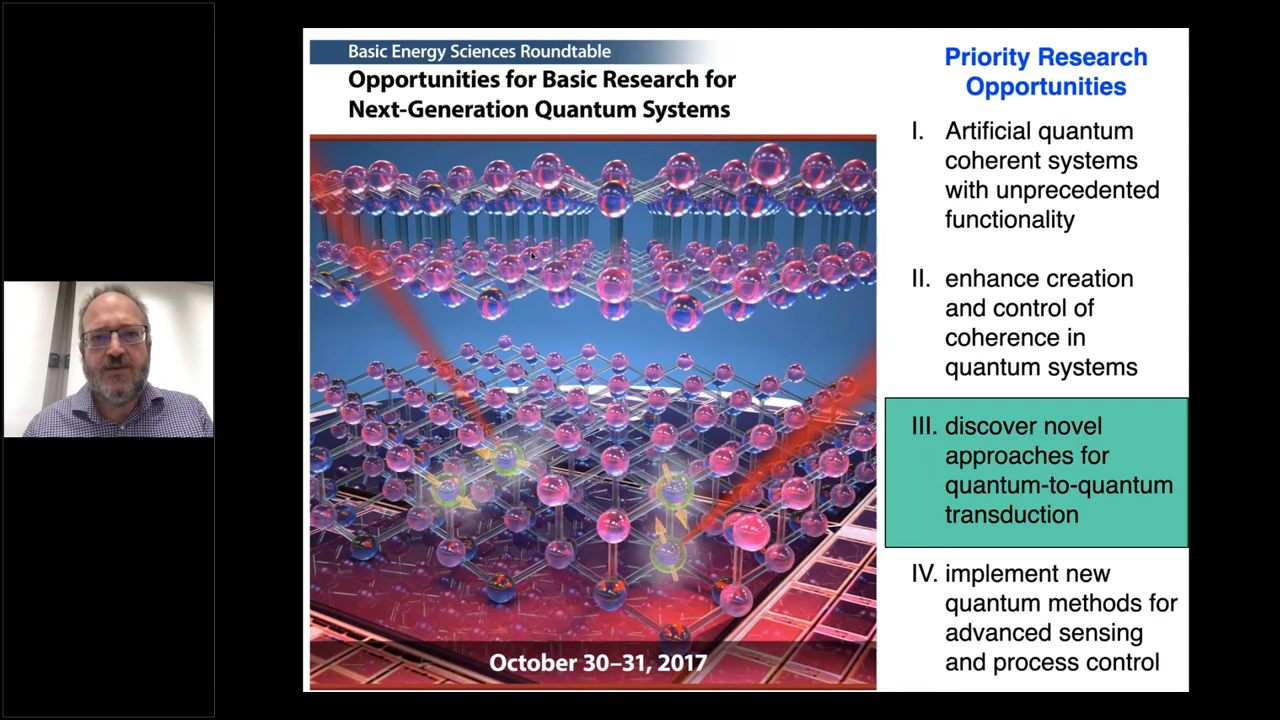 Basic Energy Sciences Roundtable
Opportunities for Basic Research for
Next-Generation Quantum Systems
October 30–31, 2017
Priority Research
Opportunities
I. Artificial quantum
coherent systems
with unprecedented
functionality
II. enhance creation
and control of
coherence in
quantum systems
III. discover novel
approaches for
quantum-to-quantum
transduction
IV. implement new
quantum methods for
advanced sensing
and process control